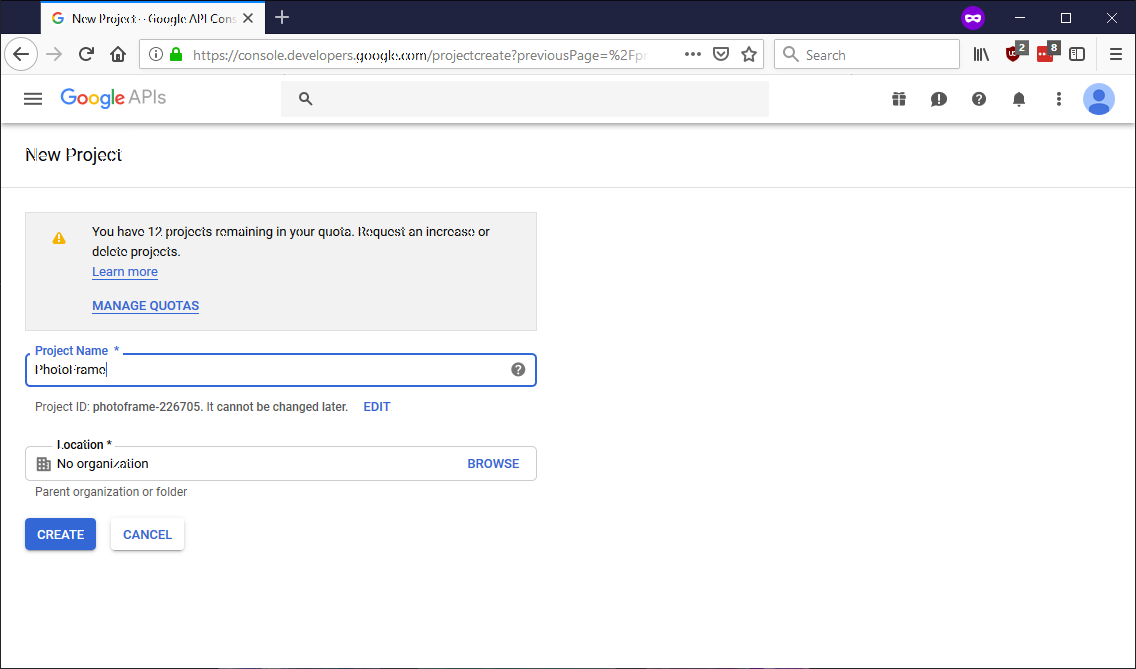 New Project - Google API Cons
https://console.developers.google.com/projectcreate?previousPage=%2Fpr
Search
2
8
Google APIs
New Project
You have 12 projects remaining in your quota. Request an increase or
delete projects.
Learn more
MANAGE QUOTAS
Project Name *
PhotoFrame
Project ID: photoframe-226705. It cannot be changed later. EDIT
Location *
No organization
BROWSE
Parent organization or folder
CREATE
CANCEL